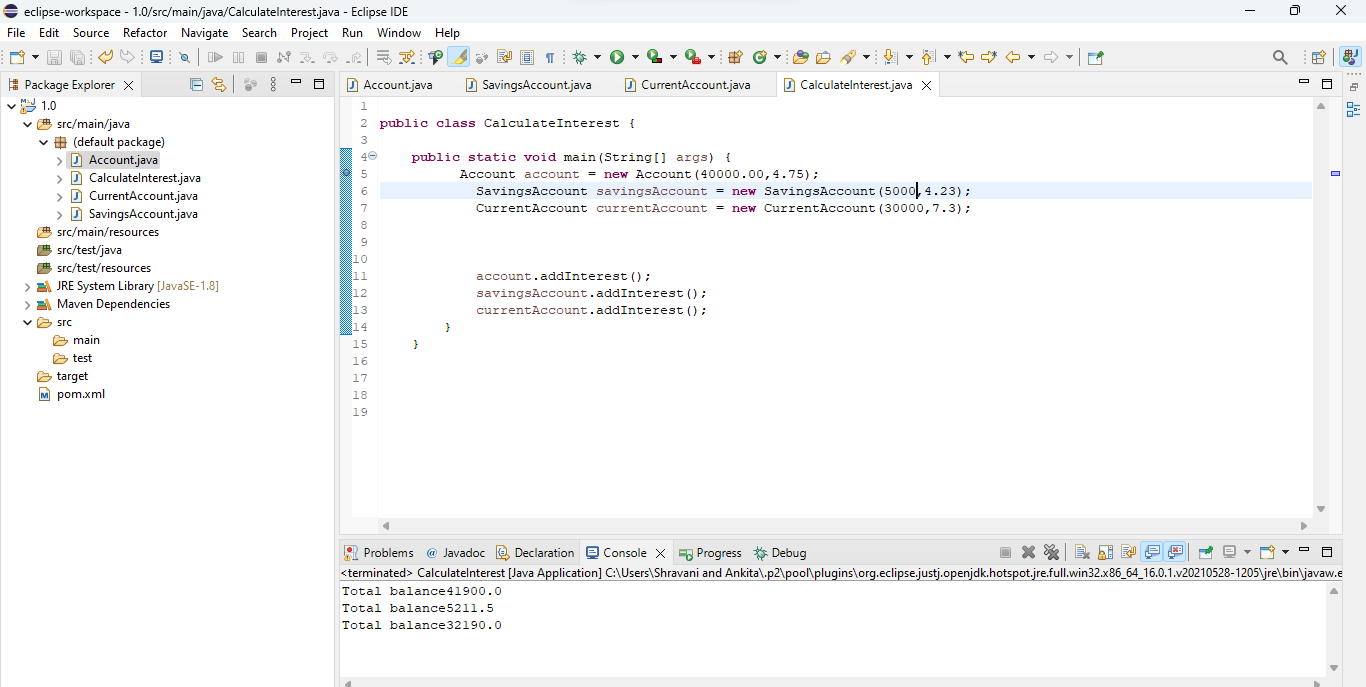 eclipse-workspace - 1.0/src/main/java/CalculateInterest.java - Eclipse IDE
File Edit Source Refactor Navigate Search Project Run Window Help
Package Explorer
1.0
src/main/java
(default package)
Account.java
CalculateInterest.java
CurrentAccount.java
SavingsAccount.java
src/main/resources
src/test/java
src/test/resources
JRE System Library [JavaSE-1.8]
Maven Dependencies
src
main
test
target
pom.xml
Account.java SavingsAccount.java CurrentAccount.java CalculateInterest.java
1
2 public class CalculateInterest {
3
4 public static void main(String[] args) {
5 Account account = new Account(40000.00,4.75);
6 SavingsAccount savingsAccount = new SavingsAccount(5000,4.23);
7 CurrentAccount currentAccount = new CurrentAccount(30000,7.3);
8
9
10
11 account.addInterest();
12 savingsAccount.addInterest();
13 currentAccount.addInterest();
14 }
15 }
16
17
18
19
Problems @ Javadoc Declaration Console Progress Debug
<terminated> CalculateInterest [Java Application] C:\Users\Shravani and Ankita\.p2\pool\plugins\org.eclipse.justj.openjdk.hotspot.jre.full.win32.x86_64_16.0.1.v20210528-1205\jre\bin\javaw.e
Total balance41900.0
Total balance5211.5
Total balance32190.0